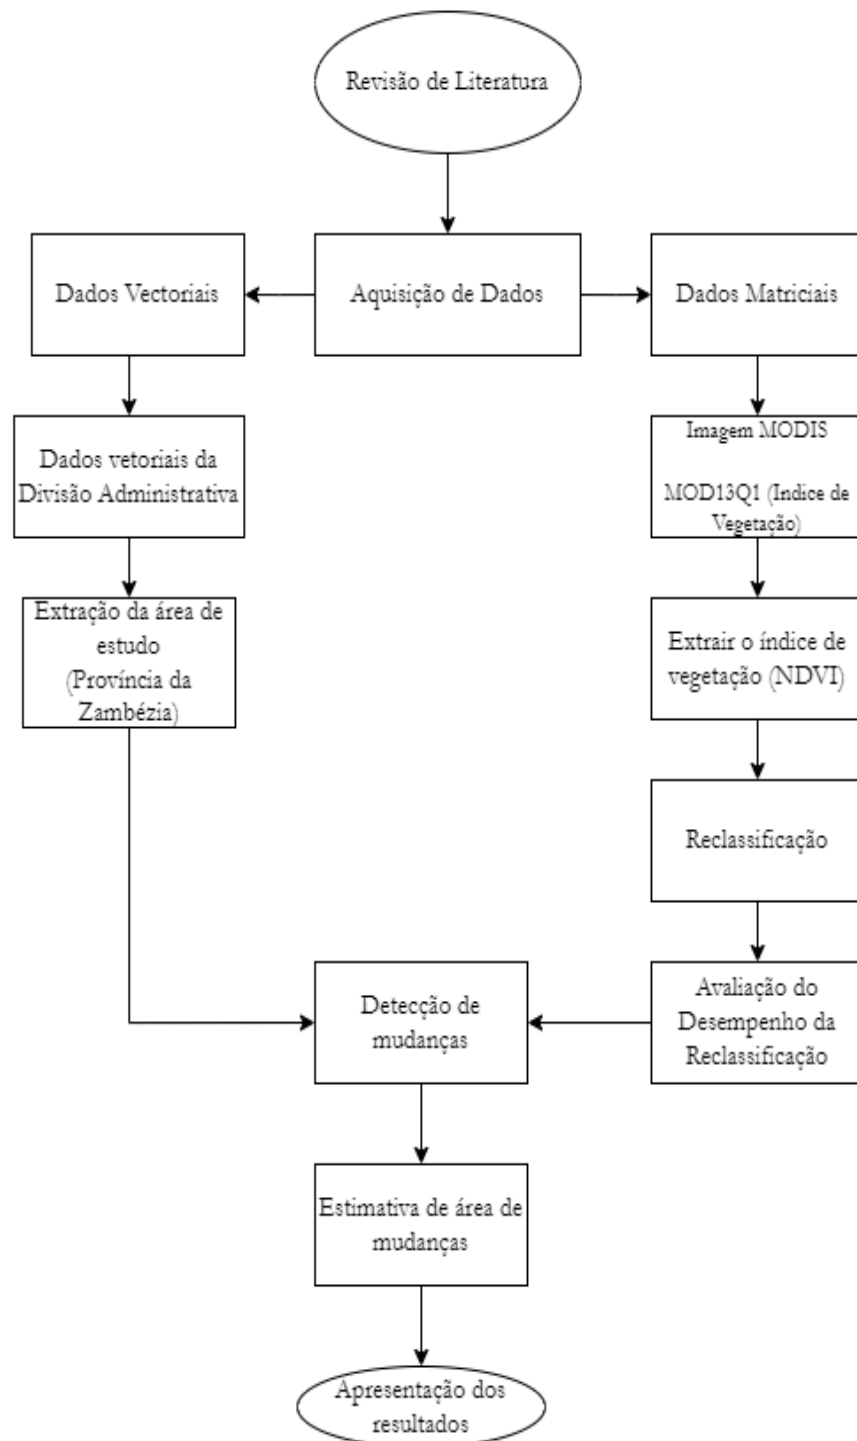 Revisão de Literatura
Dados Vectoriais
Aquisição de Dados
Dados Matriciais
Dados vetoriais da
Divisão Administrativa
Imagem MODIS
MOD13Q1 (Indice de
Vegetação)
Extração da área de
estudo
(Província da
Zambézia)
Extrair o índice de
vegetação (NDVI)
Reclassificação
Detecção de
mudanças
Avaliação do
Desempenho da
Reclassificação
Estimativa de área de
mudanças
Apresentação dos
resultados